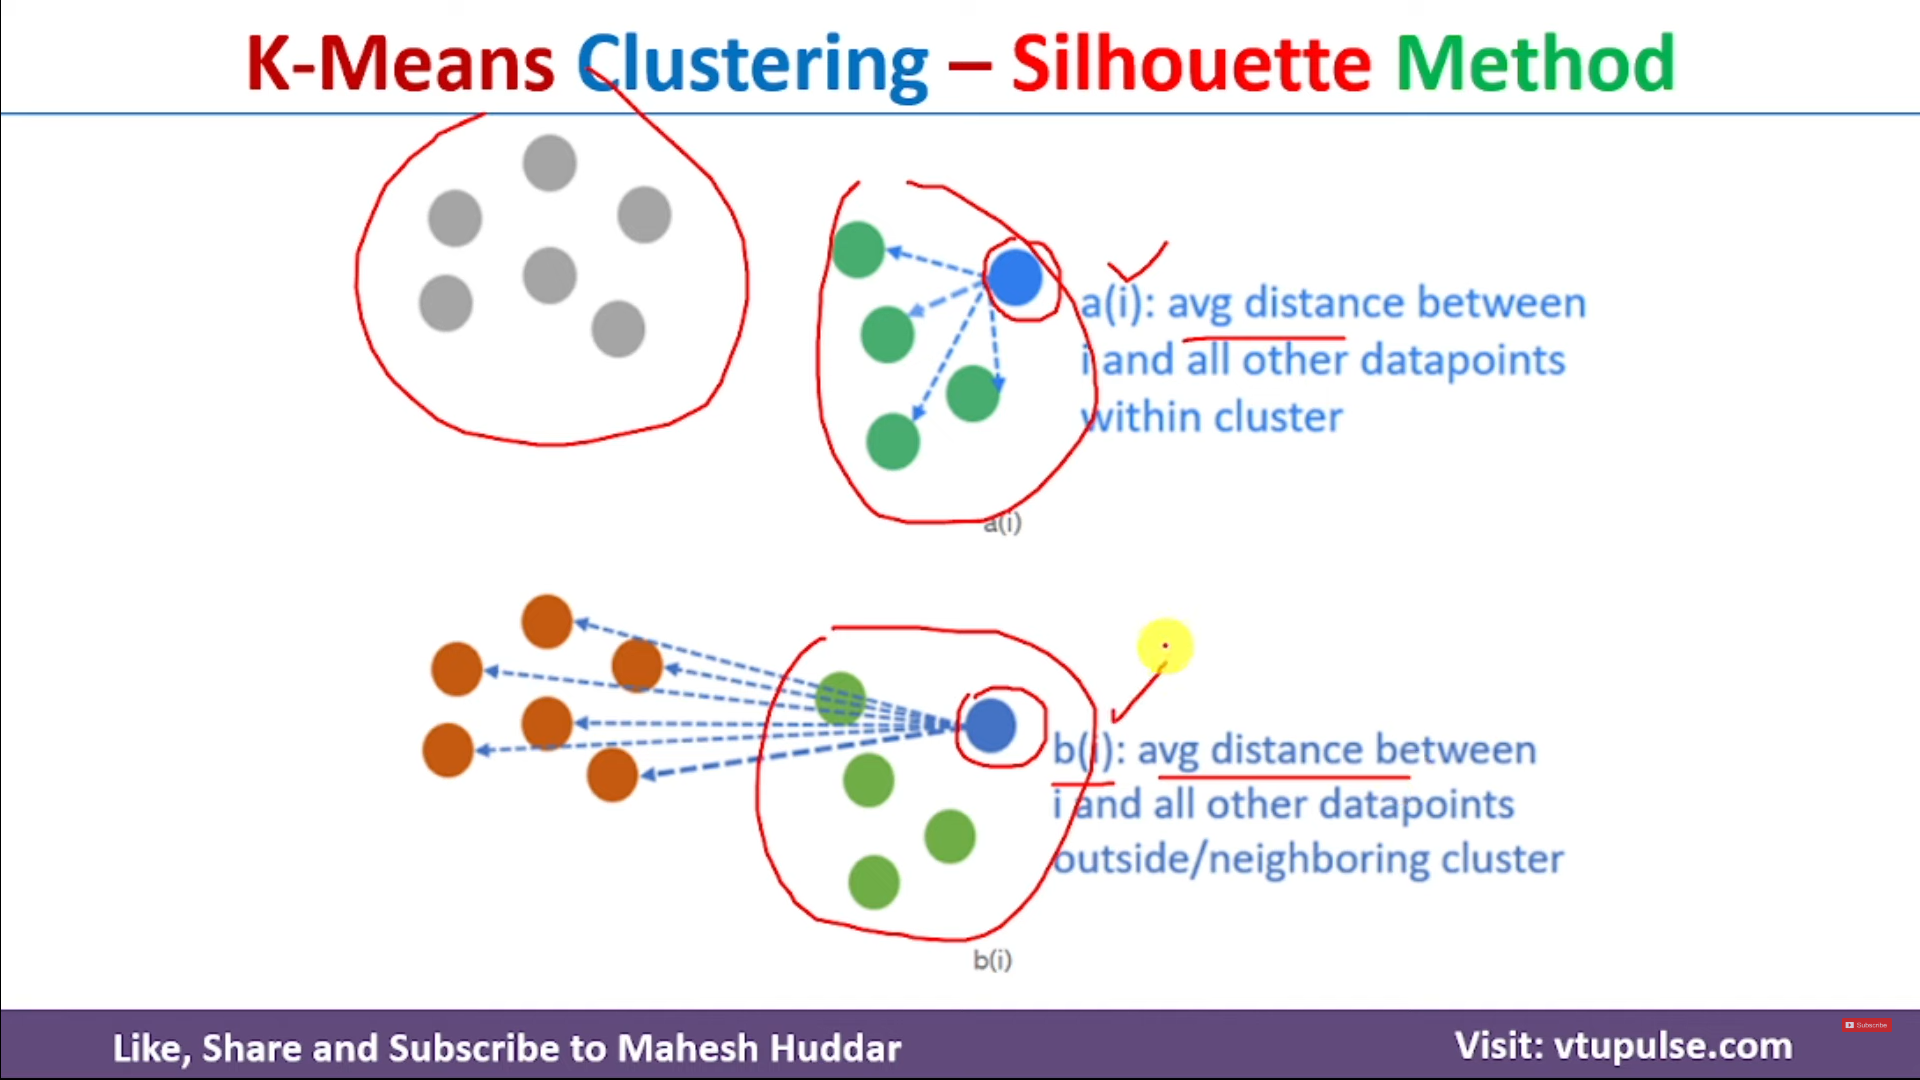 K-Means Clustering – Silhouette Method
a(i): avg distance between
i and all other datapoints
within cluster
a(i)
b(i): avg distance between
i and all other datapoints
outside/neighboring cluster
b(i)
Subscribe
Like, Share and Subscribe to Mahesh Huddar
Visit: vtupulse.com